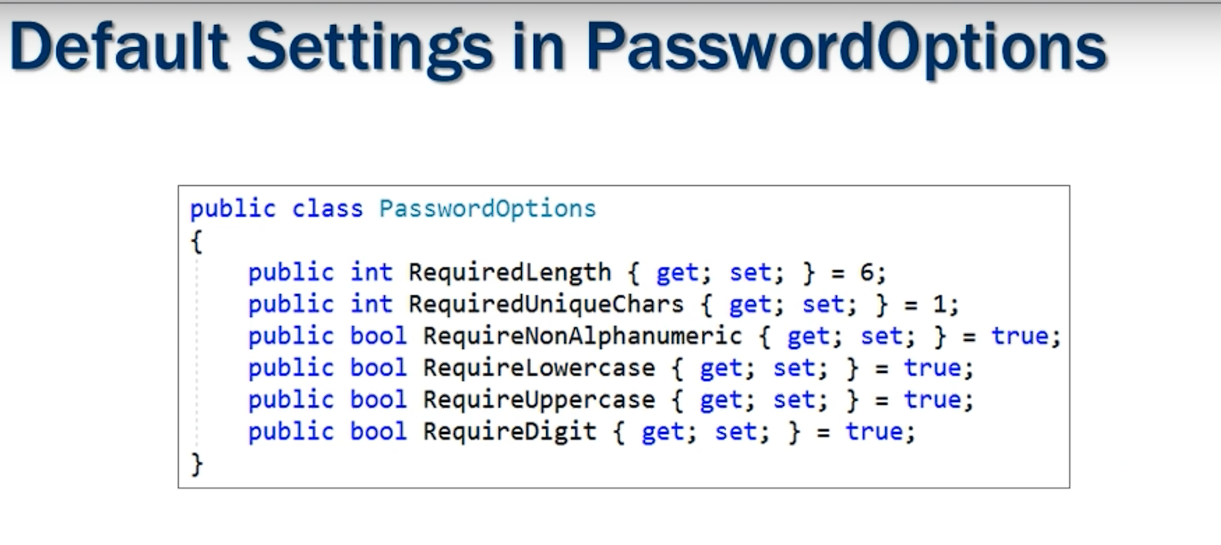 Default Settings in PasswordOptions
public class PasswordOptions
{
    public int RequiredLength { get; set; } = 6;
    public int RequiredUniqueChars { get; set; } = 1;
    public bool RequireNonAlphanumeric { get; set; } = true;
    public bool RequireLowercase { get; set; } = true;
    public bool RequireUppercase { get; set; } = true;
    public bool RequireDigit { get; set; } = true;
}